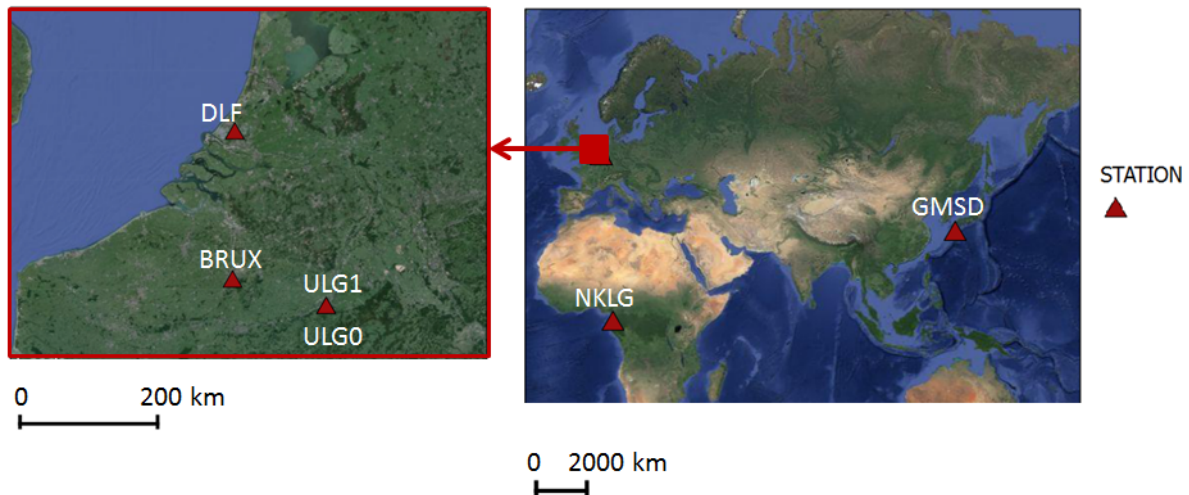 DLF
BRUX
ULG1
ULG0
0 200 km
GMSD
NKLG
0 2000 km
STATION